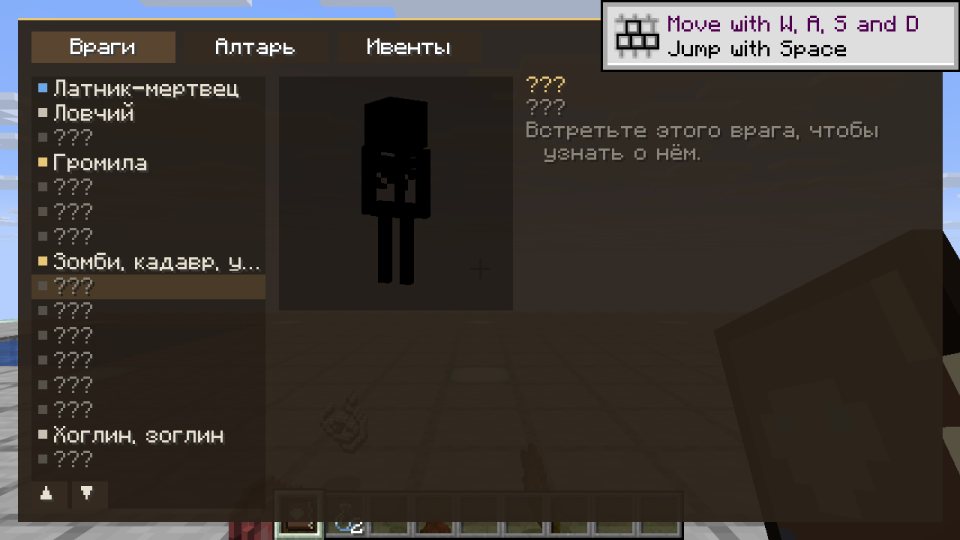 Move with W, A, S and D
Jump with Space
Враги
Алтарь
Ивенты
Латник-мертвец
Ловчий
???
Громила
???
???
???
Зомби, кадавр, у...
???
???
???
???
???
???
Хоглин, зоглин
???
???
???
Встретьте этого врага, чтобы
узнать о нём.
2